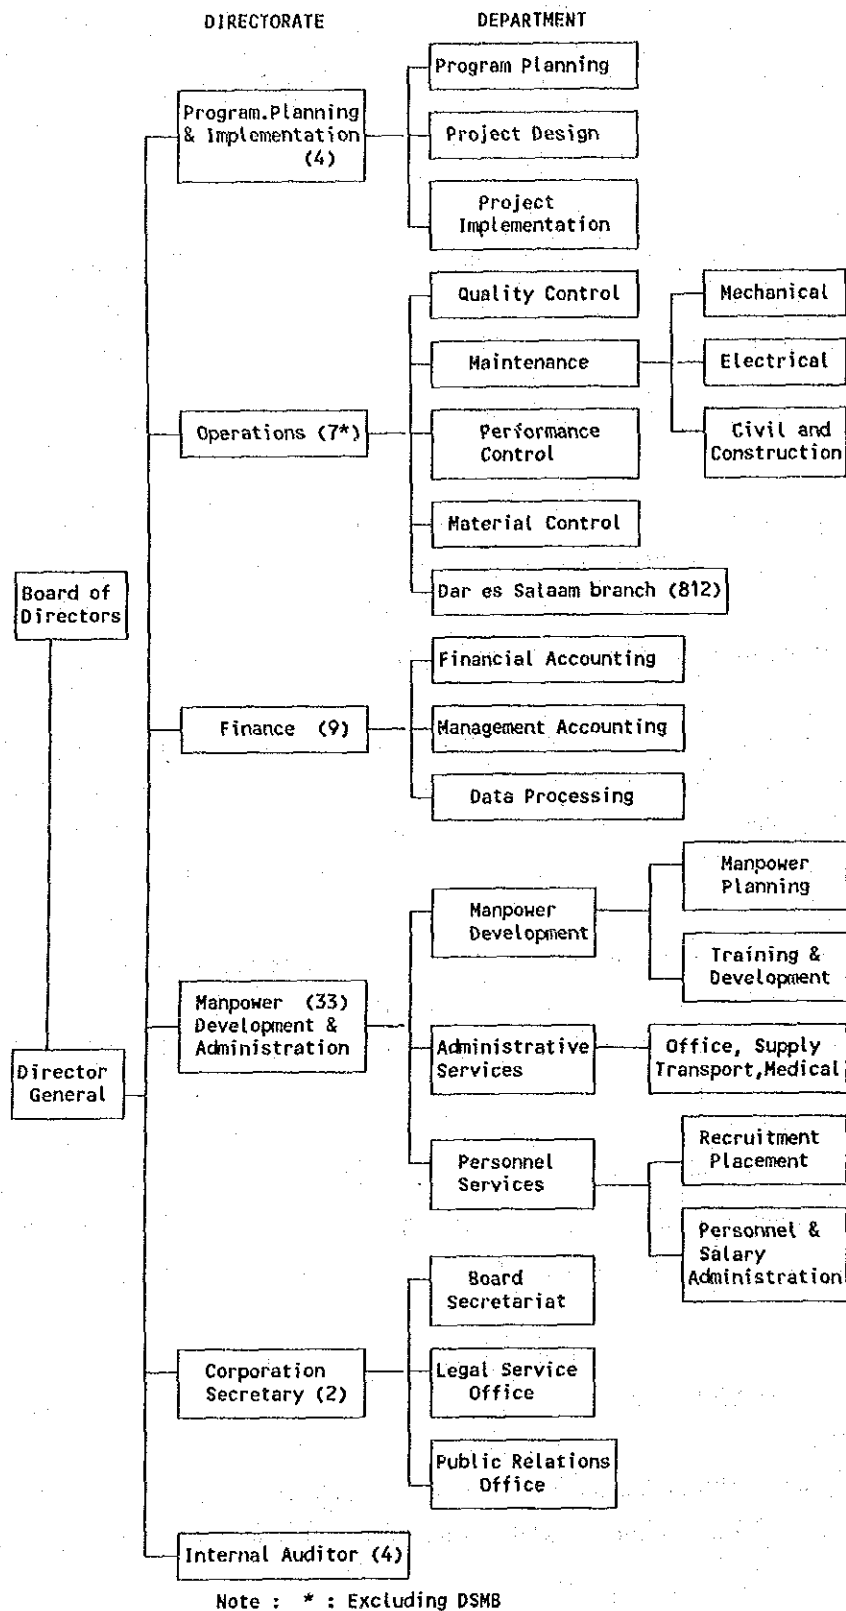 DIRECTORATE
DEPARTMENT
Board of
Directors
Director
General
Program.Planning
& Implementation
(4)
Program Planning
Project Design
Project
Implementation
Operations (7*)
Quality Control
Maintenance
Mechanical
Electrical
Civil and
Construction
Performance
Control
Material Control
Dar es Salaam branch (812)
Finance (9)
Financial Accounting
Management Accounting
Data Processing
Manpower (33)
Development &
Administration
Manpower
Development
Manpower
Planning
Training &
Development
Administrative
Services
Office, Supply
Transport,Medical
Personnel
Services
Recruitment
Placement
Personnel &
Salary
Administration
Corporation
Secretary (2)
Board
Secretariat
Legal Service
Office
Public Relations
Office
Internal Auditor (4)
Note : * : Excluding DSMB